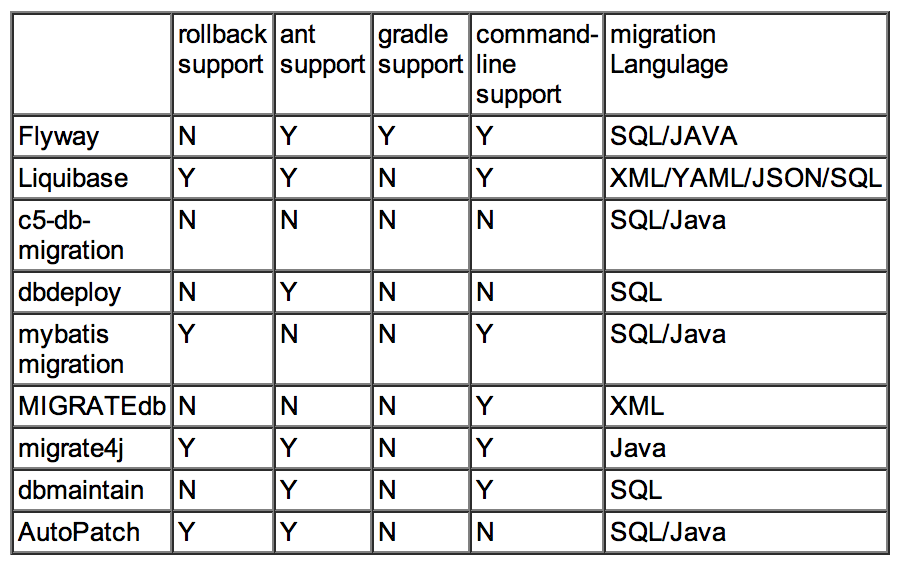 rollback support ant support gradle support command-line support migration Langulage
Flyway N Y Y Y SQL/JAVA
Liquibase Y Y N Y XML/YAML/JSON/SQL
c5-db-migration N N N N SQL/Java
dbdeploy N Y N N SQL
mybatis migration Y N N Y SQL/Java
MIGRATEdb N N N Y XML
migrate4j Y Y N Y Java
dbmaintain N Y N Y SQL
AutoPatch Y Y N N SQL/Java